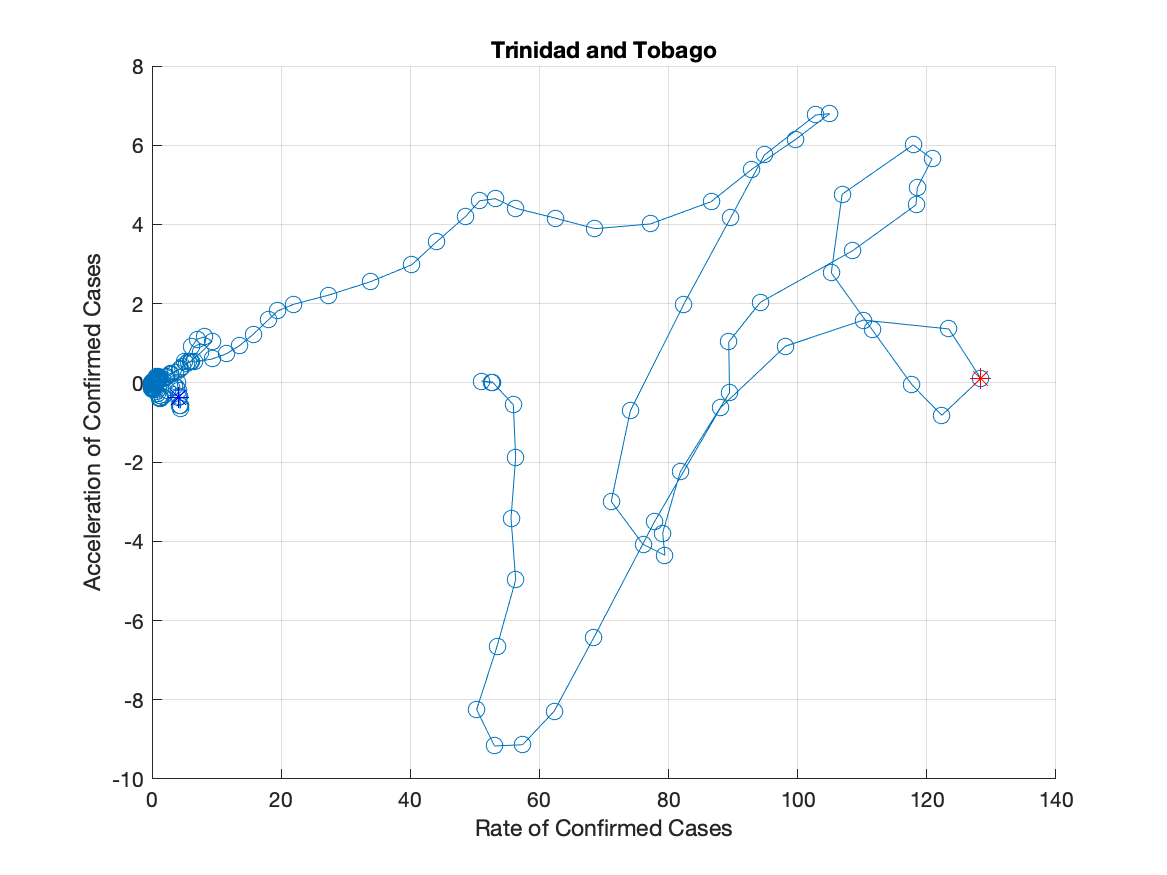 Trinidad and Tobago
8
6
4
2
0
-2
-4
-6
-8
-10
Acceleration of Confirmed Cases
0 20 40 60 80 100 120 140
Rate of Confirmed Cases